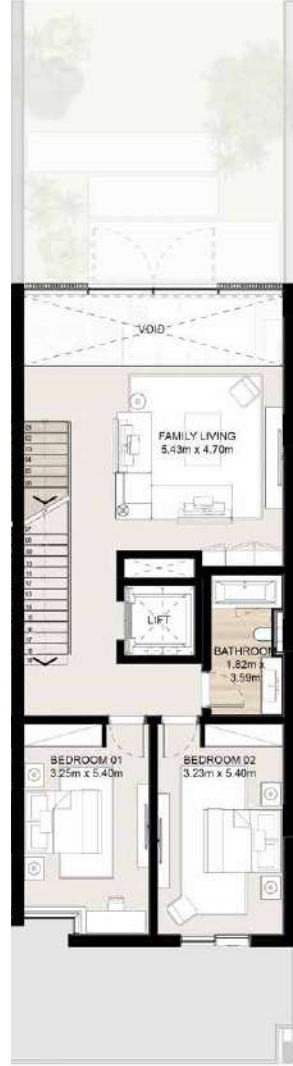 VOID
FAMILY LIVING
5.43m x 4.70m
LIFT
BATHROOM
1.82m x
3.59m
BEDROOM 01
3.25m x 5.40m
BEDROOM 02
3.23m x 5.40m